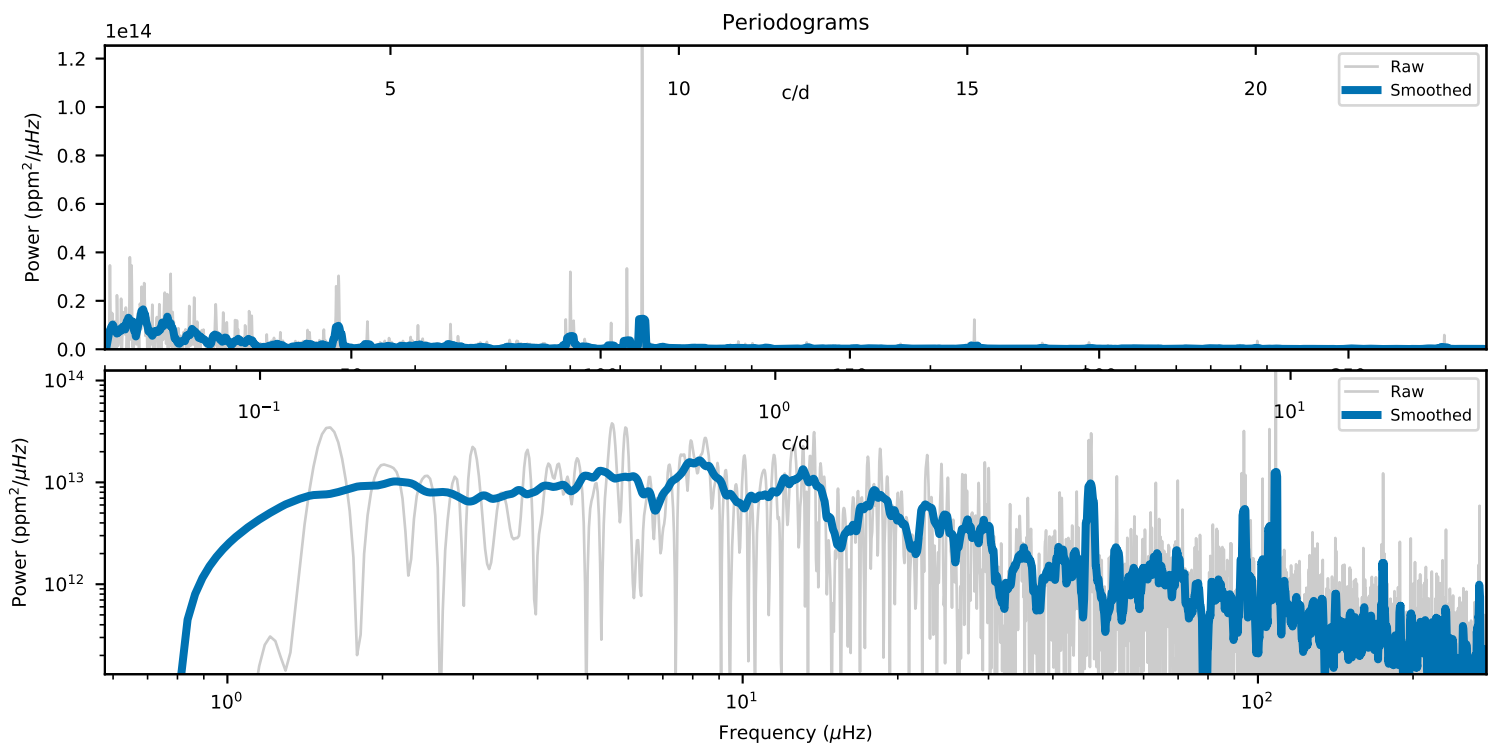 Periodograms
1e14
1.2
1.0
0.8
0.6
0.4
0.2
0.0
Power (ppm²/μHz)
5 10 15 20
c/d
Raw
Smoothed
10¹⁴
10¹³
10¹²
Power (ppm²/μHz)
10⁻¹ 10⁰ 10¹
c/d
Raw
Smoothed
10⁰ 10¹ 10²
Frequency (μHz)